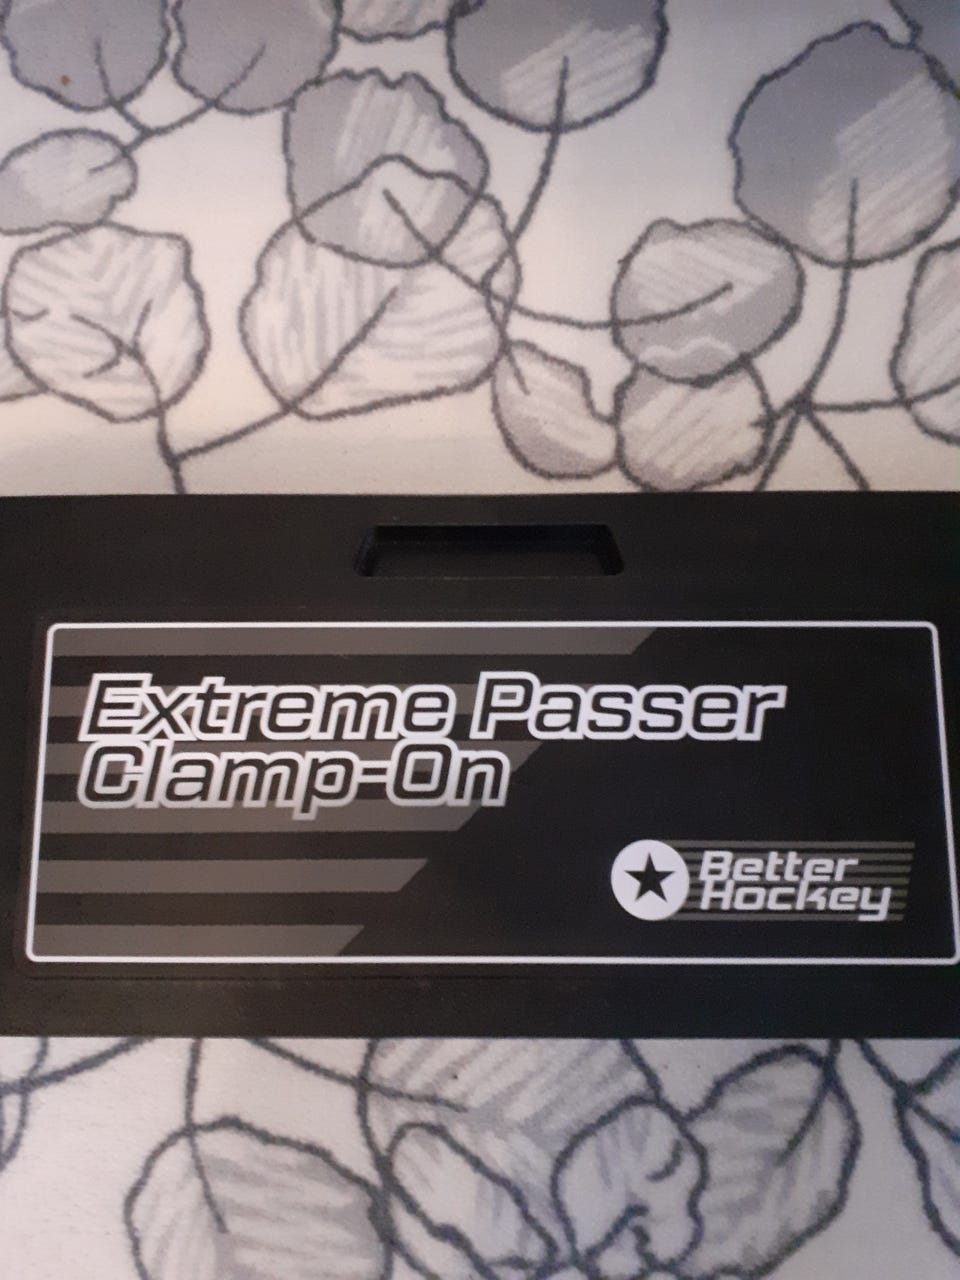 Extreme Passer
Clamp-On
Better
Hockey